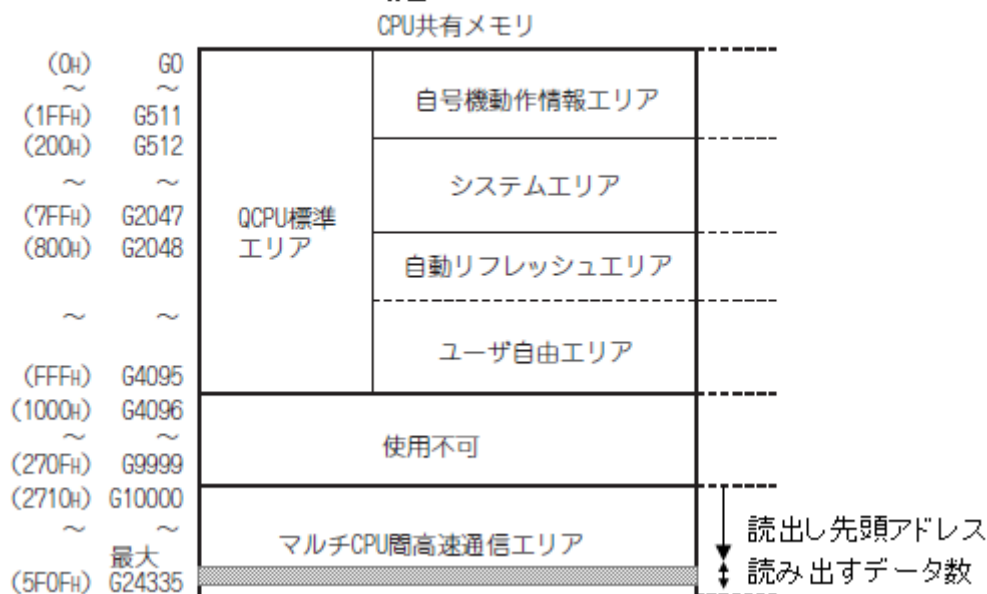 CPU共有メモリ
(0H) G0
～ ～
(1FFH) G511
(200H) G512
～ ～
(7FFH) G2047
(800H) G2048
～ ～
(FFFH) G4095
(1000H) G4096
～ ～
(270FH) G9999
(2710H) G10000
～ ～
最大
(5F0FH) G24335
QCPU標準
エリア
自号機動作情報エリア
システムエリア
自動リフレッシュエリア
ユーザ自由エリア
使用不可
マルチCPU間高速通信エリア
読出し先頭アドレス
読み出すデータ数